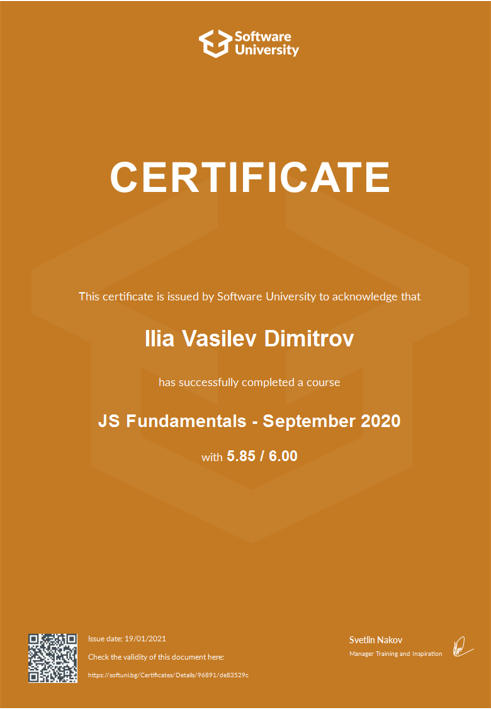 Software
University
CERTIFICATE
This certificate is issued by Software University to acknowledge that
Ilia Vasilev Dimitrov
has successfully completed a course
JS Fundamentals - September 2020
with 5.85 / 6.00
Issue date: 19/01/2021
Check the validity of this document here:
https://softuni.bg/Certificates/Details/96891/de83529c
Svetlin Nakov
Manager Training and Inspiration